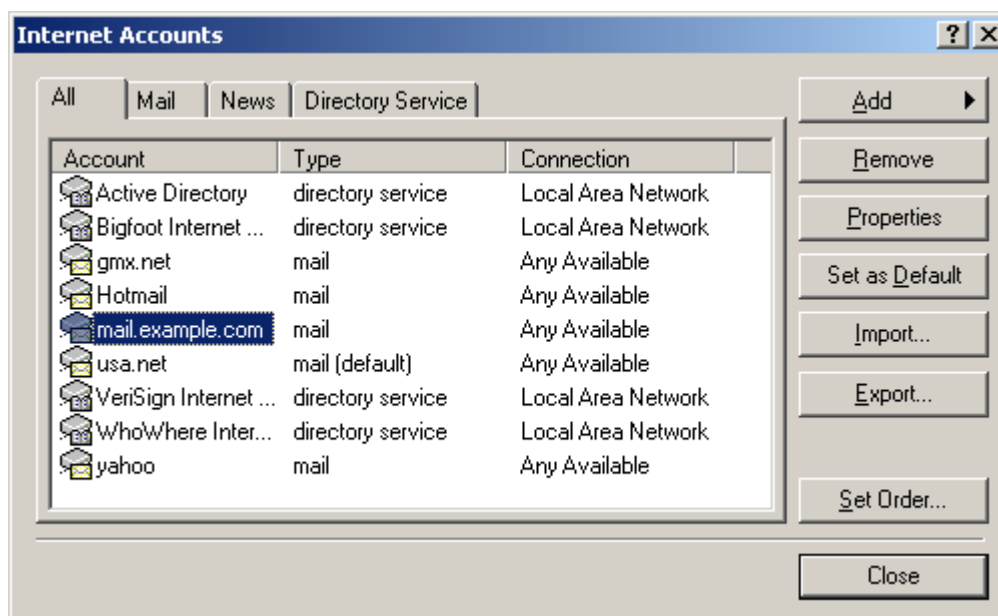 Internet Accounts
All Mail News Directory Service
Add
Account Type Connection
Remove
Active Directory directory service Local Area Network
Bigfoot Internet ... directory service Local Area Network
Properties
gmx.net mail Any Available
Set as Default
Hotmail mail Any Available
mail.example.com mail Any Available
Import...
usa.net mail (default) Any Available
VeriSign Internet ... directory service Local Area Network
Export...
WhoWhere Inter... directory service Local Area Network
yahoo mail Any Available
Set Order...
Close